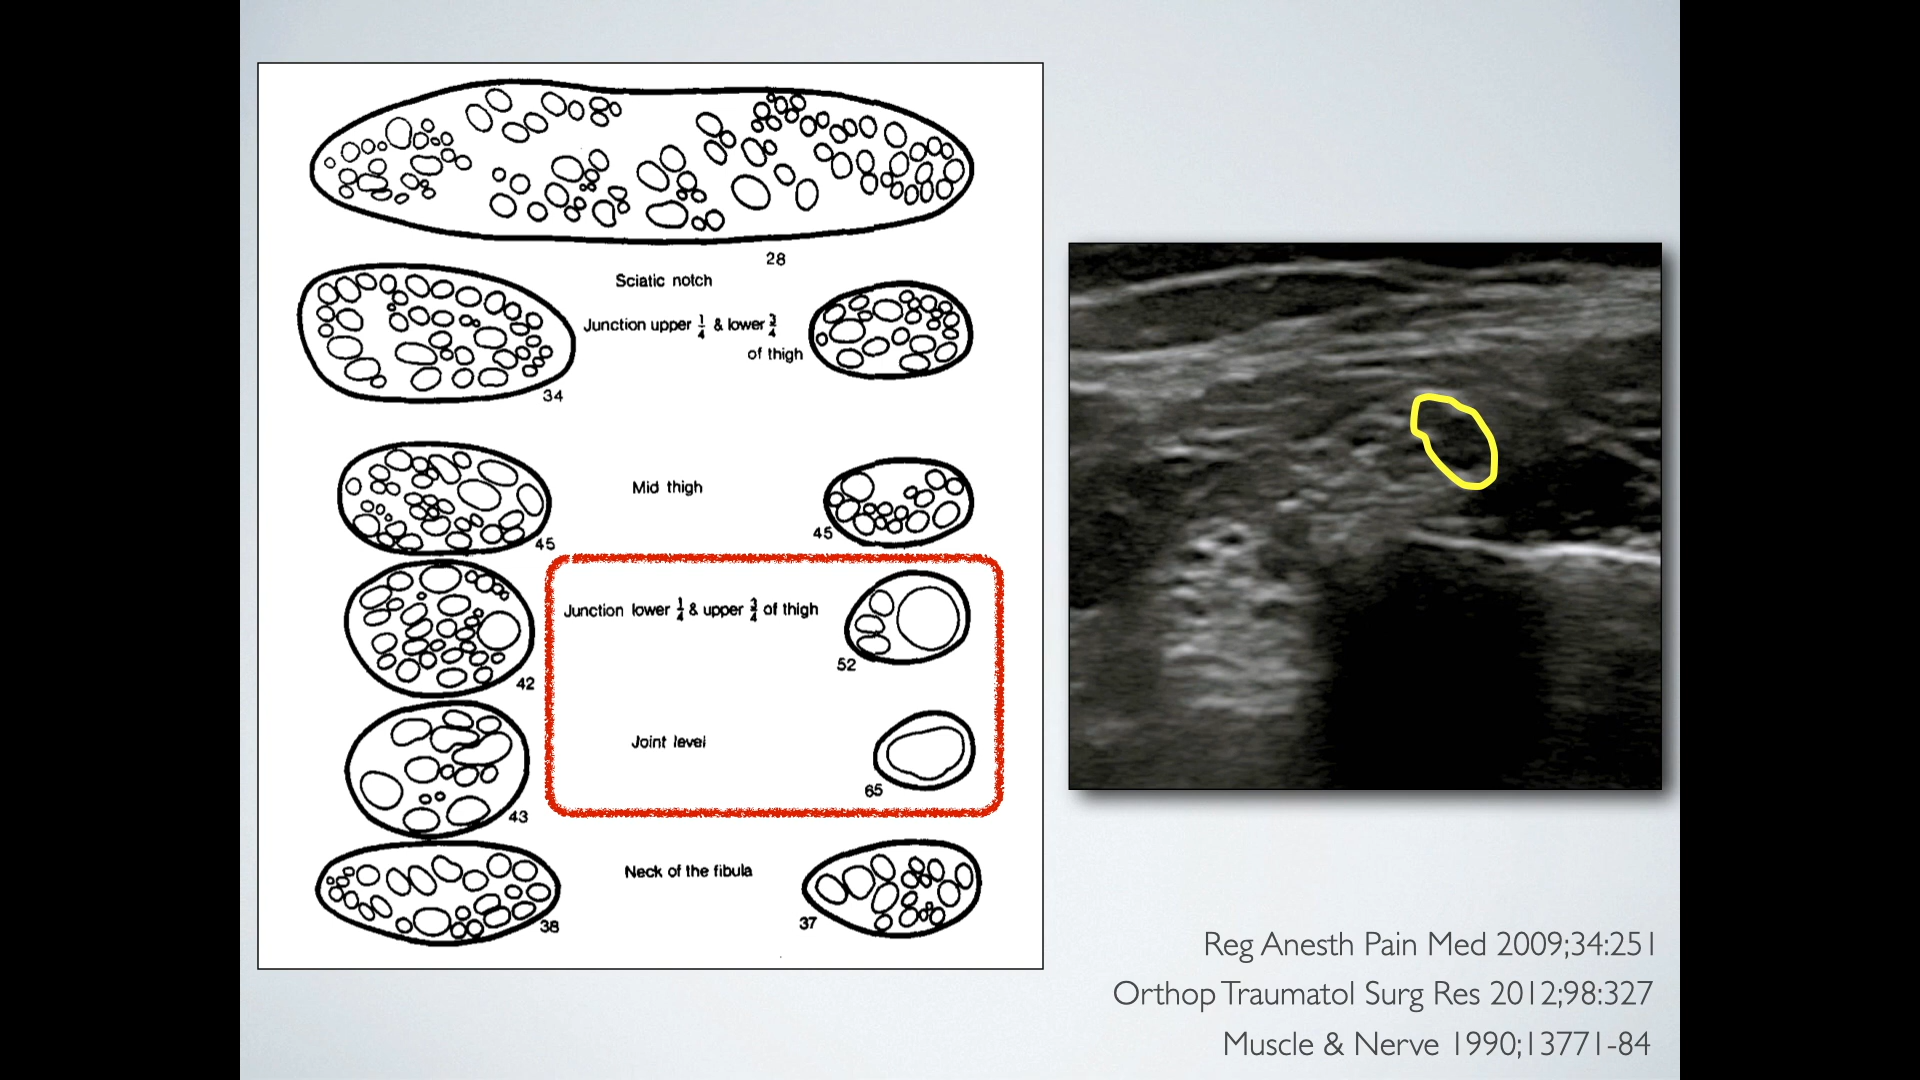 28
Sciatic notch
Junction upper 1/4 & lower 3/4
of thigh
34
Mid thigh
45
45
Junction lower 1/4 & upper 3/4 of thigh
52
42
Joint level
65
43
Neck of the fibula
38
37
Reg Anesth Pain Med 2009;34:251
Orthop Traumatol Surg Res 2012;98:327
Muscle & Nerve 1990;13771-84